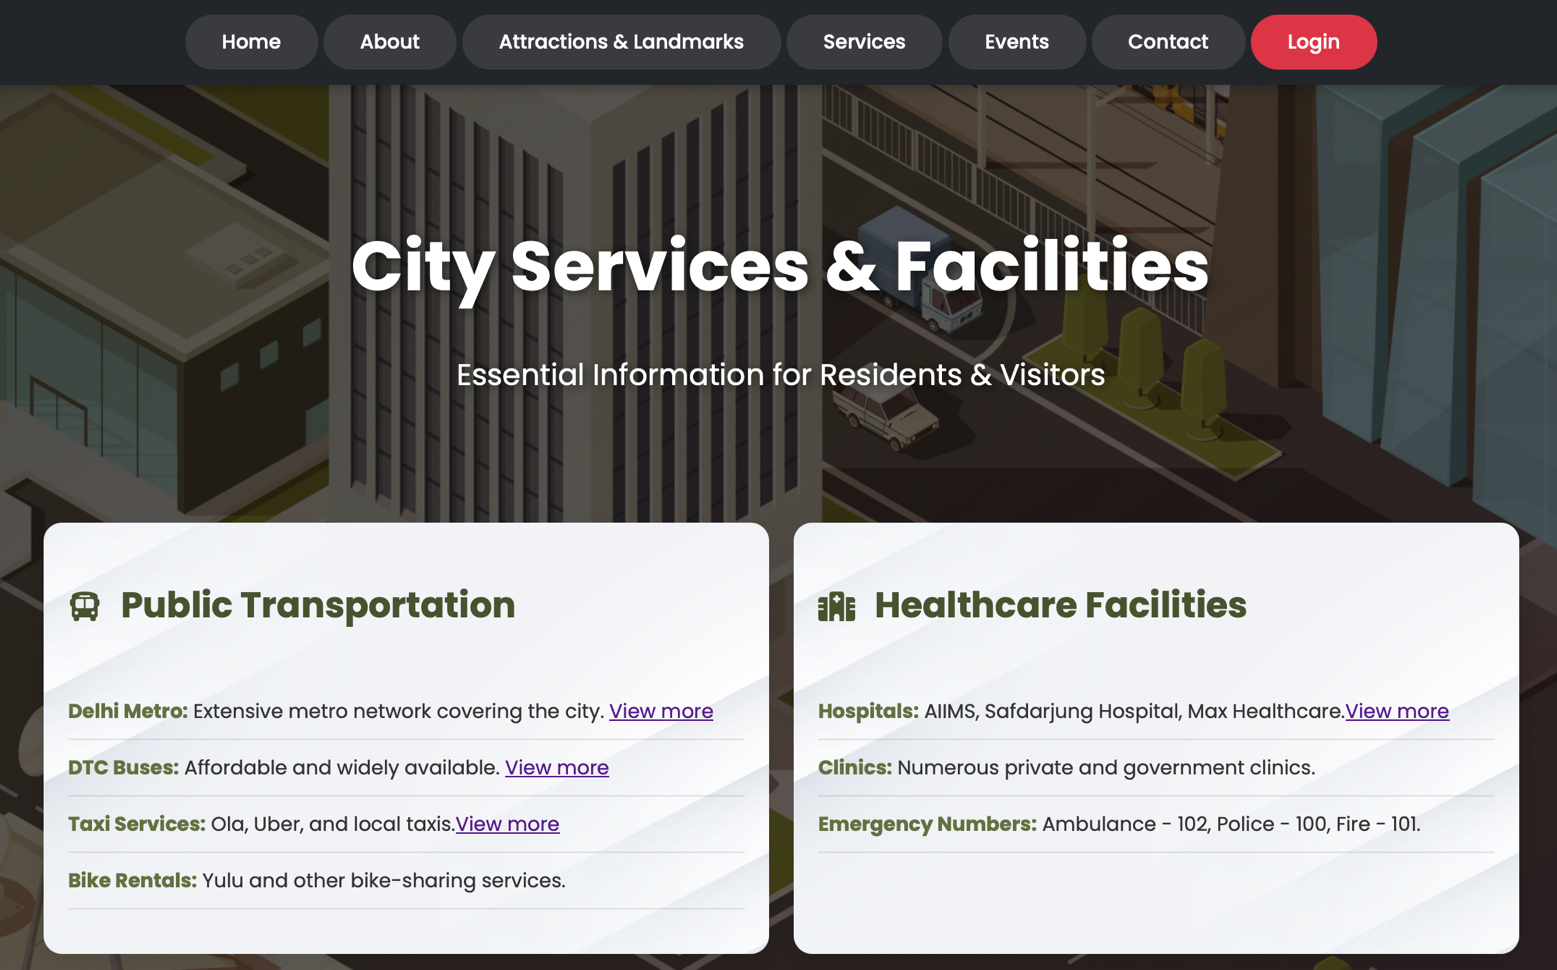 Home About Attractions & Landmarks Services Events Contact Login
City Services & Facilities
Essential Information for Residents & Visitors
Public Transportation
Delhi Metro: Extensive metro network covering the city. View more
DTC Buses: Affordable and widely available. View more
Taxi Services: Ola, Uber, and local taxis.View more
Bike Rentals: Yulu and other bike-sharing services.
Healthcare Facilities
Hospitals: AIIMS, Safdarjung Hospital, Max Healthcare.View more
Clinics: Numerous private and government clinics.
Emergency Numbers: Ambulance - 102, Police - 100, Fire - 101.